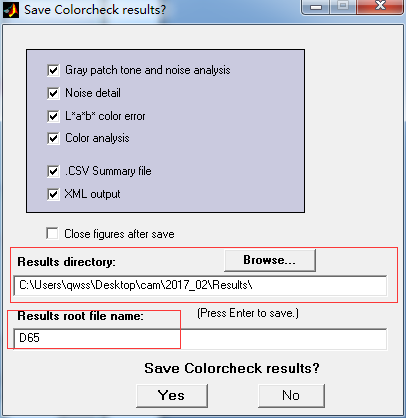 Save Colorcheck results?
Gray patch tone and noise analysis
Noise detail
L*a*b* color error
Color analysis
.CSV Summary file
XML output
Close figures after save
Results directory:
Browse...
C:\Users\qwss\Desktop\cam\2017_02\Results\
Results root file name:
(Press Enter to save.)
D65
Save Colorcheck results?
Yes
No